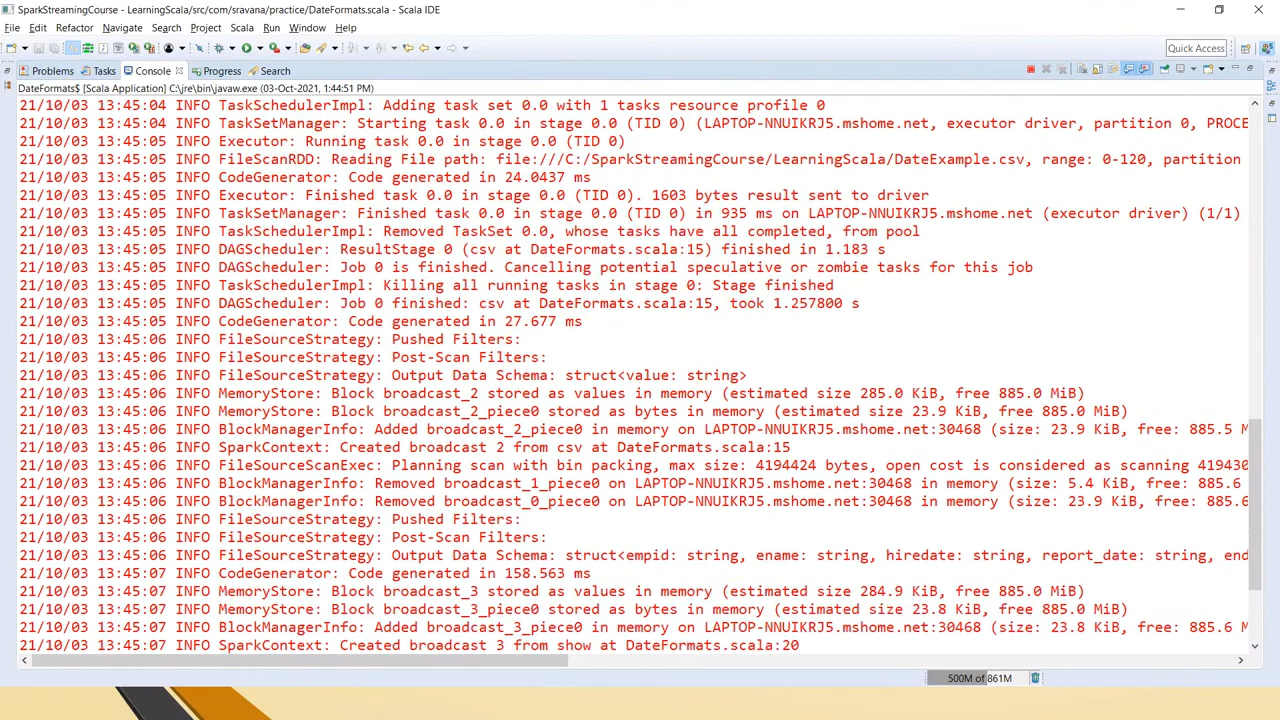 SparkStreamingCourse - LearningScala/src/com/sravana/practice/DateFormats.scala - Scala IDE
File Edit Refactor Navigate Search Project Scala Run Window Help
Quick Access
Problems Tasks Console Progress Search
DateFormats$ [Scala Application] C:\jre\bin\javaw.exe (03-Oct-2021, 1:44:51 PM)
21/10/03 13:45:04 INFO TaskSchedulerImpl: Adding task set 0.0 with 1 tasks resource profile 0
21/10/03 13:45:04 INFO TaskSetManager: Starting task 0.0 in stage 0.0 (TID 0) (LAPTOP-NNUIKRJ5.mshome.net, executor driver, partition 0, PROCE
21/10/03 13:45:05 INFO Executor: Running task 0.0 in stage 0.0 (TID 0)
21/10/03 13:45:05 INFO FileScanRDD: Reading File path: file:///C:/SparkStreamingCourse/LearningScala/DateExample.csv, range: 0-120, partition
21/10/03 13:45:05 INFO CodeGenerator: Code generated in 24.0437 ms
21/10/03 13:45:05 INFO Executor: Finished task 0.0 in stage 0.0 (TID 0). 1603 bytes result sent to driver
21/10/03 13:45:05 INFO TaskSetManager: Finished task 0.0 in stage 0.0 (TID 0) in 935 ms on LAPTOP-NNUIKRJ5.mshome.net (executor driver) (1/1)
21/10/03 13:45:05 INFO TaskSchedulerImpl: Removed TaskSet 0.0, whose tasks have all completed, from pool
21/10/03 13:45:05 INFO DAGScheduler: ResultStage 0 (csv at DateFormats.scala:15) finished in 1.183 s
21/10/03 13:45:05 INFO DAGScheduler: Job 0 is finished. Cancelling potential speculative or zombie tasks for this job
21/10/03 13:45:05 INFO TaskSchedulerImpl: Killing all running tasks in stage 0: Stage finished
21/10/03 13:45:05 INFO DAGScheduler: Job 0 finished: csv at DateFormats.scala:15, took 1.257800 s
21/10/03 13:45:05 INFO CodeGenerator: Code generated in 27.677 ms
21/10/03 13:45:06 INFO FileSourceStrategy: Pushed Filters:
21/10/03 13:45:06 INFO FileSourceStrategy: Post-Scan Filters:
21/10/03 13:45:06 INFO FileSourceStrategy: Output Data Schema: struct<value: string>
21/10/03 13:45:06 INFO MemoryStore: Block broadcast_2 stored as values in memory (estimated size 285.0 KiB, free 885.0 MiB)
21/10/03 13:45:06 INFO MemoryStore: Block broadcast_2_piece0 stored as bytes in memory (estimated size 23.9 KiB, free 885.0 MiB)
21/10/03 13:45:06 INFO BlockManagerInfo: Added broadcast_2_piece0 in memory on LAPTOP-NNUIKRJ5.mshome.net:30468 (size: 23.9 KiB, free: 885.5 M
21/10/03 13:45:06 INFO SparkContext: Created broadcast 2 from csv at DateFormats.scala:15
21/10/03 13:45:06 INFO FileSourceScanExec: Planning scan with bin packing, max size: 4194424 bytes, open cost is considered as scanning 419430
21/10/03 13:45:06 INFO BlockManagerInfo: Removed broadcast_1_piece0 on LAPTOP-NNUIKRJ5.mshome.net:30468 in memory (size: 5.4 KiB, free: 885.6
21/10/03 13:45:06 INFO BlockManagerInfo: Removed broadcast_0_piece0 on LAPTOP-NNUIKRJ5.mshome.net:30468 in memory (size: 23.9 KiB, free: 885.6
21/10/03 13:45:06 INFO FileSourceStrategy: Pushed Filters:
21/10/03 13:45:06 INFO FileSourceStrategy: Post-Scan Filters:
21/10/03 13:45:06 INFO FileSourceStrategy: Output Data Schema: struct<empid: string, ename: string, hiredate: string, report_date: string, end
21/10/03 13:45:07 INFO CodeGenerator: Code generated in 158.563 ms
21/10/03 13:45:07 INFO MemoryStore: Block broadcast_3 stored as values in memory (estimated size 284.9 KiB, free 885.0 MiB)
21/10/03 13:45:07 INFO MemoryStore: Block broadcast_3_piece0 stored as bytes in memory (estimated size 23.8 KiB, free 885.0 MiB)
21/10/03 13:45:07 INFO BlockManagerInfo: Added broadcast_3_piece0 in memory on LAPTOP-NNUIKRJ5.mshome.net:30468 (size: 23.8 KiB, free: 885.6 M
21/10/03 13:45:07 INFO SparkContext: Created broadcast 3 from show at DateFormats.scala:20
500M of 861M